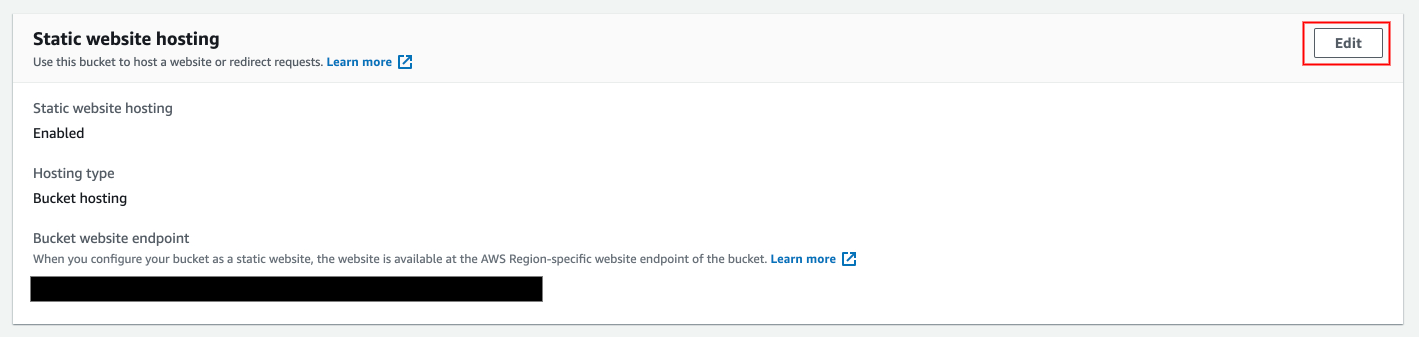 Static website hosting
Edit
Use this bucket to host a website or redirect requests. Learn more
Static website hosting
Enabled
Hosting type
Bucket hosting
Bucket website endpoint
When you configure your bucket as a static website, the website is available at the AWS Region-specific website endpoint of the bucket. Learn more